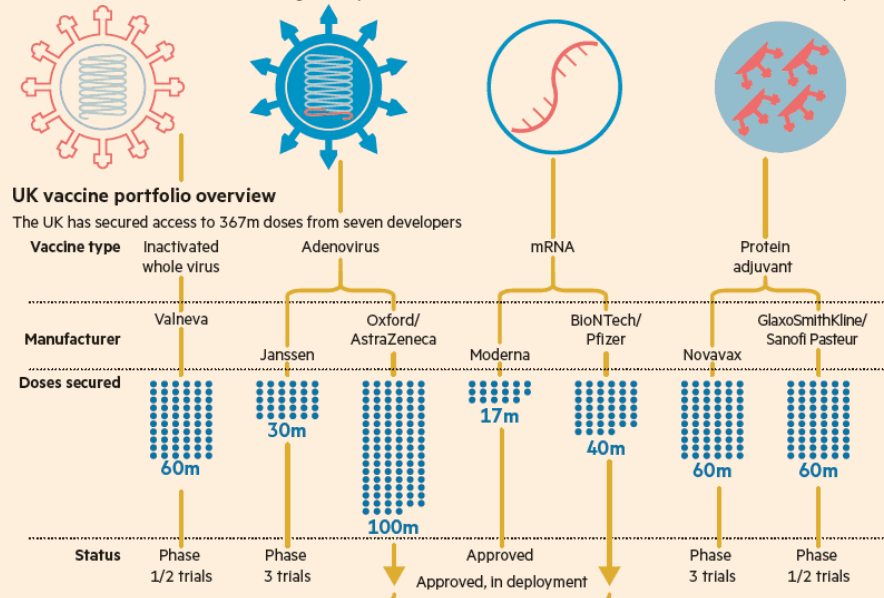 UK vaccine portfolio overview
The UK has secured access to 367m doses from seven developers
Vaccine type
Inactivated
whole virus
Adenovirus
mRNA
Protein
adjuvant
Manufacturer
Valneva
Janssen
Oxford/
AstraZeneca
Moderna
BioNTech/
Pfizer
Novavax
GlaxoSmithKline/
Sanofi Pasteur
Doses secured
60m
30m
100m
17m
40m
60m
60m
Status
Phase
1/2 trials
Phase
3 trials
Approved
Approved, in deployment
Phase
3 trials
Phase
1/2 trials